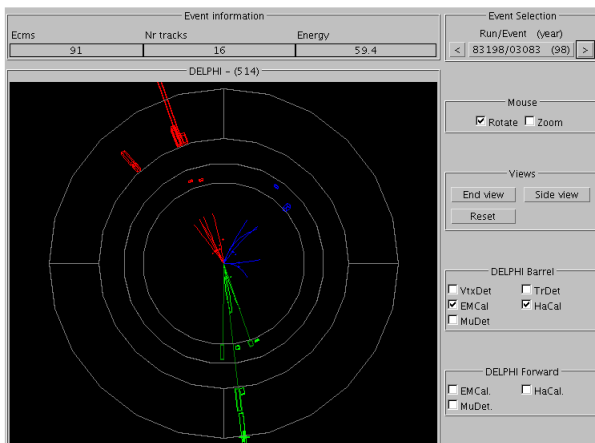 Event information
Ecms Nr tracks Energy
91 16 59.4
Event Selection
Run/Event (year)
< 83198/03083 (98) >
DELPHI - (514)
Mouse
Rotate Zoom
Views
End view Side view
Reset
DELPHI Barrel
VtxDet TrDet
EMCal HaCal
MuDet
DELPHI Forward
EMCal. HaCal.
MuDet.